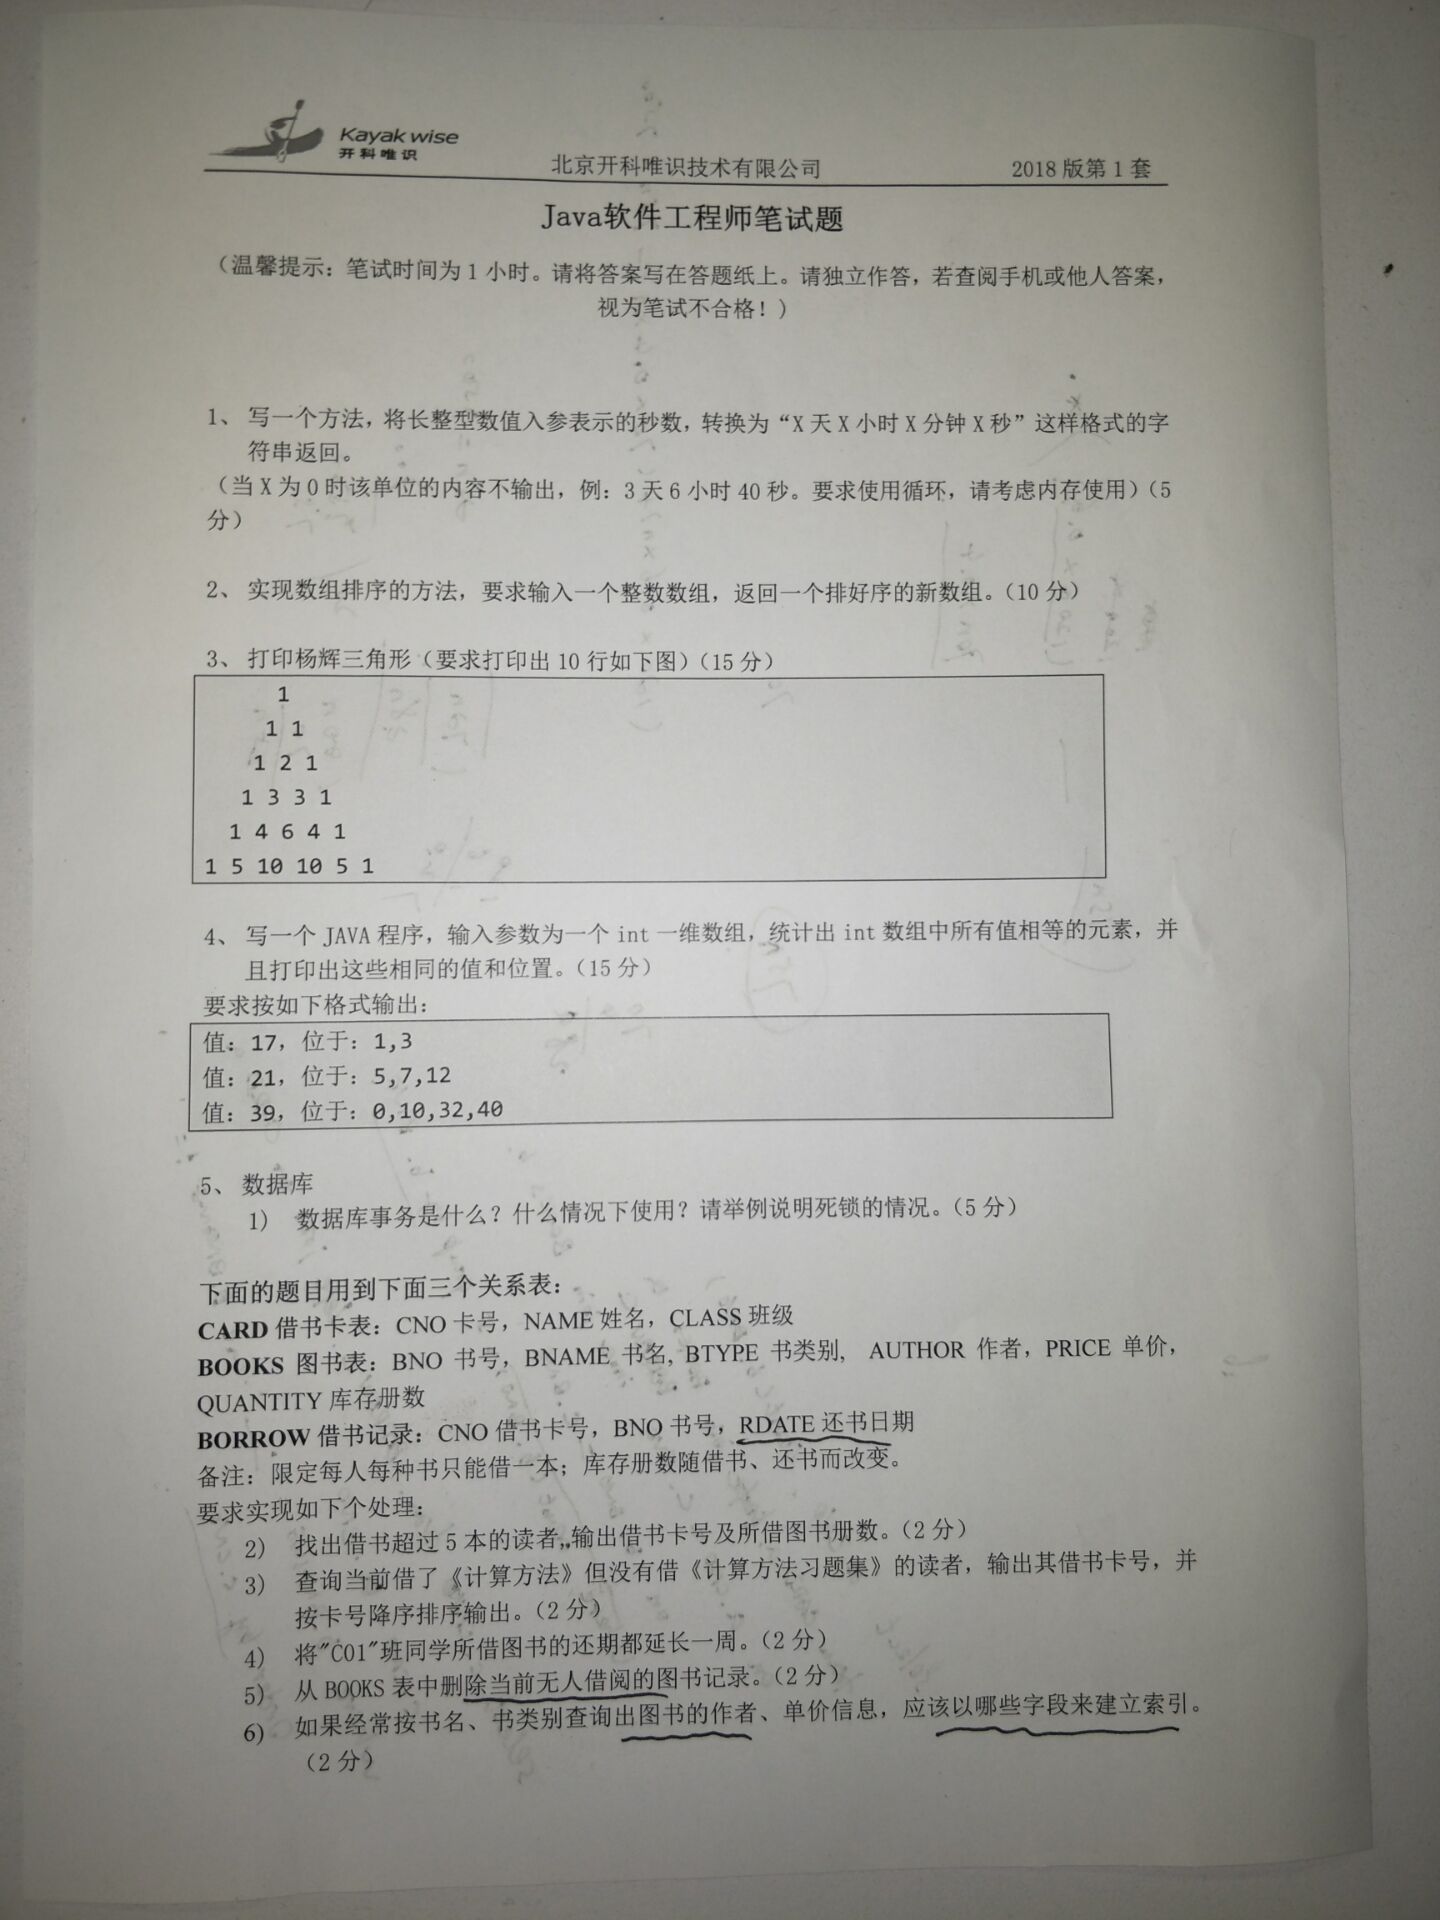 Kayak wise
开科唯识
北京开科唯识技术有限公司
2018 版第 1 套
Java软件工程师笔试题
（温馨提示：笔试时间为 1 小时。请将答案写在答题纸上。请独立作答，若查阅手机或他人答案，
视为笔试不合格！）
1、 写一个方法，将长整型数值入参表示的秒数，转换为“X 天 X 小时 X 分钟 X 秒”这样格式的字
符串返回。
（当 X 为 0 时该单位的内容不输出，例：3 天 6 小时 40 秒。要求使用循环，请考虑内存使用）（5
分）
2、 实现数组排序的方法，要求输入一个整数数组，返回一个排好序的新数组。（10 分）
3、 打印杨辉三角形（要求打印出 10 行如下图）（15 分）
1
1 1
1 2 1
1 3 3 1
1 4 6 4 1
1 5 10 10 5 1
4、 写一个 JAVA 程序，输入参数为一个 int 一维数组，统计出 int 数组中所有值相等的元素，并
且打印出这些相同的值和位置。（15 分）
要求按如下格式输出：
值：17，位于：1,3
值：21，位于：5,7,12
值：39，位于：0,10,32,40
5、 数据库
1） 数据库事务是什么？什么情况下使用？请举例说明死锁的情况。（5 分）
下面的题目用到下面三个关系表：
CARD 借书卡表：CNO 卡号，NAME 姓名，CLASS 班级
BOOKS 图书表：BNO 书号，BNAME 书名, BTYPE 书类别, AUTHOR 作者，PRICE 单价，
QUANTITY 库存册数
BORROW 借书记录：CNO 借书卡号，BNO 书号，RDATE 还书日期
备注：限定每人每种书只能借一本；库存册数随借书、还书而改变。
要求实现如下个处理：
2） 找出借书超过 5 本的读者,,输出借书卡号及所借图书册数。（2 分）
3） 查询当前借了《计算方法》但没有借《计算方法习题集》的读者，输出其借书卡号，并
按卡号降序排序输出。（2 分）
4） 将"C01"班同学所借图书的还期都延长一周。（2 分）
5） 从 BOOKS 表中删除当前无人借阅的图书记录。（2 分）
6） 如果经常按书名、书类别查询出图书的作者、单价信息，应该以哪些字段来建立索引。
（2 分）